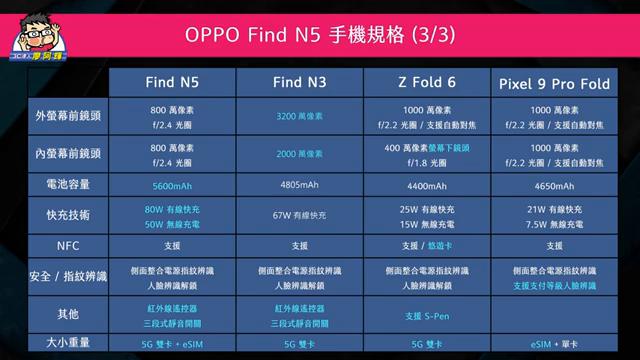 OPPO Find N5 手機規格 (3/3)
3C達人
廖阿輝
Find N5 Find N3 Z Fold 6 Pixel 9 Pro Fold
外螢幕前鏡頭 800 萬像素 3200 萬像素 1000 萬像素 1000 萬像素
f/2.4 光圈 f/2.2 光圈 / 支援自動對焦 f/2.2 光圈 / 支援自動對焦
內螢幕前鏡頭 800 萬像素 2000 萬像素 400 萬像素螢幕下鏡頭 1000 萬像素
f/2.4 光圈 f/1.8 光圈 f/2.2 光圈 / 支援自動對焦
電池容量 5600mAh 4805mAh 4400mAh 4650mAh
快充技術 80W 有線快充 67W 有線快充 25W 有線快充 21W 有線快充
50W 無線充電 15W 無線充電 7.5W 無線充電
NFC 支援 支援 支援 / 悠遊卡 支援
安全 / 指紋辨識 側面整合電源指紋辨識 側面整合電源指紋辨識 側面整合電源指紋辨識 側面整合電源指紋辨識
人臉辨識解鎖 人臉辨識解鎖 人臉辨識解鎖 支援支付等級人臉辨識
其他 紅外線遙控器 紅外線遙控器 支援 S-Pen
三段式靜音開關 三段式靜音開關
大小重量 5G 雙卡 + eSIM 5G 雙卡 5G 雙卡 eSIM + 單卡